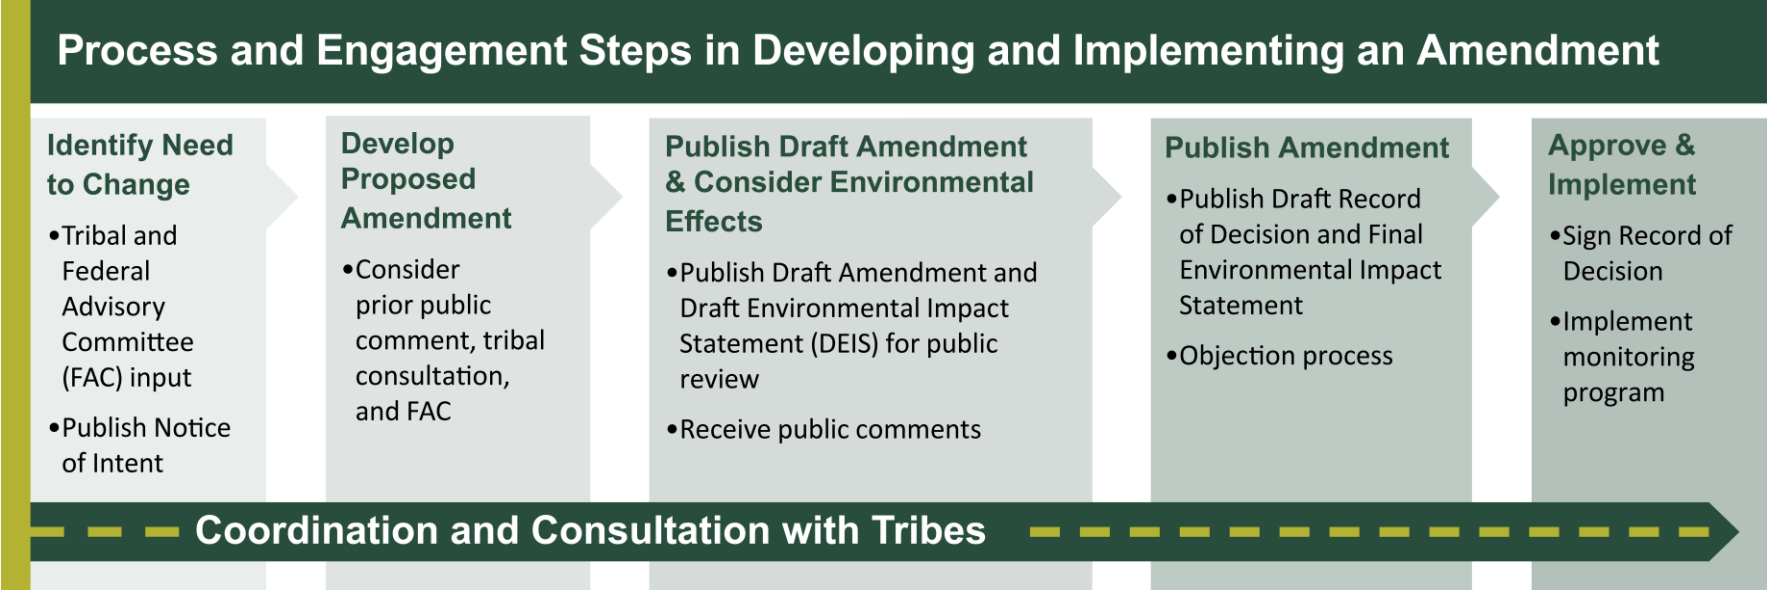 Process and Engagement Steps in Developing and Implementing an Amendment
Identify Need
to Change
•Tribal and
Federal
Advisory
Committee
(FAC) input
•Publish Notice
of Intent
Develop
Proposed
Amendment
•Consider
prior public
comment, tribal
consultation,
and FAC
Publish Draft Amendment
& Consider Environmental
Effects
•Publish Draft Amendment and
Draft Environmental Impact
Statement (DEIS) for public
review
•Receive public comments
Publish Amendment
•Publish Draft Record
of Decision and Final
Environmental Impact
Statement
•Objection process
Approve &
Implement
•Sign Record of
Decision
•Implement
monitoring
program
Coordination and Consultation with Tribes